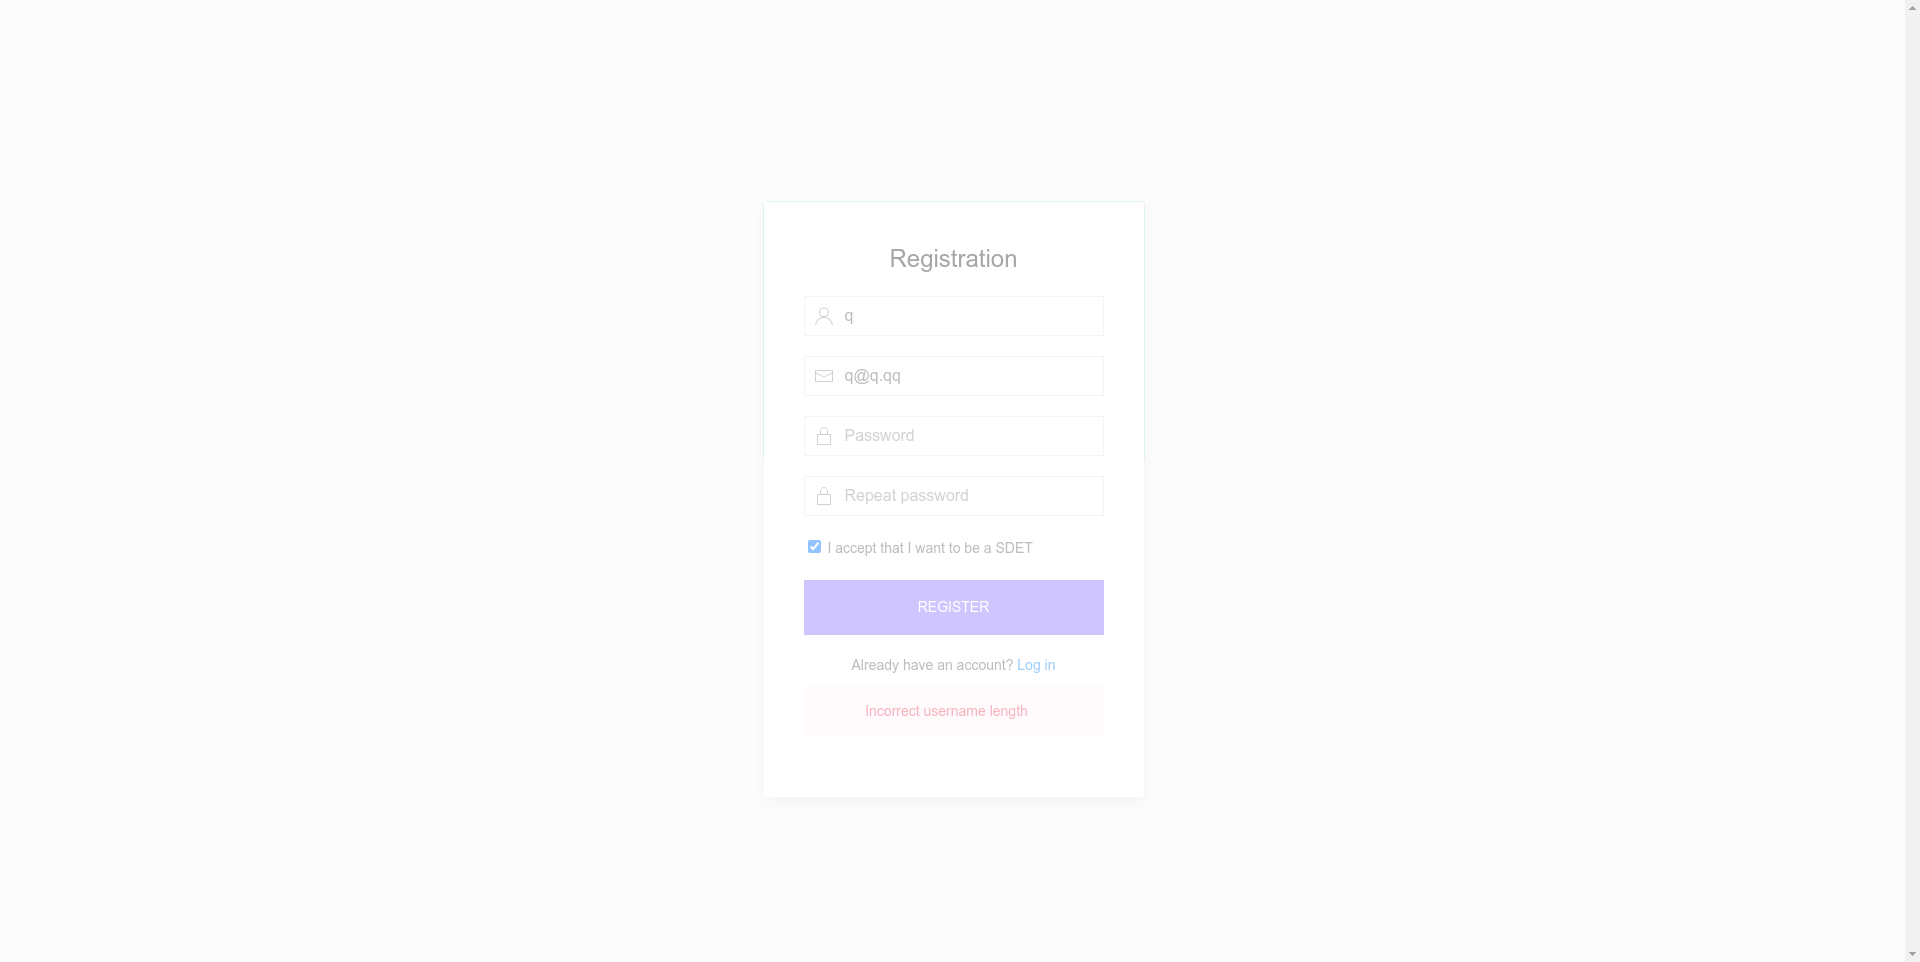 Registration
q
q@q.qq
Password
Repeat password
I accept that I want to be a SDET
REGISTER
Already have an account? Log in
Incorrect username length